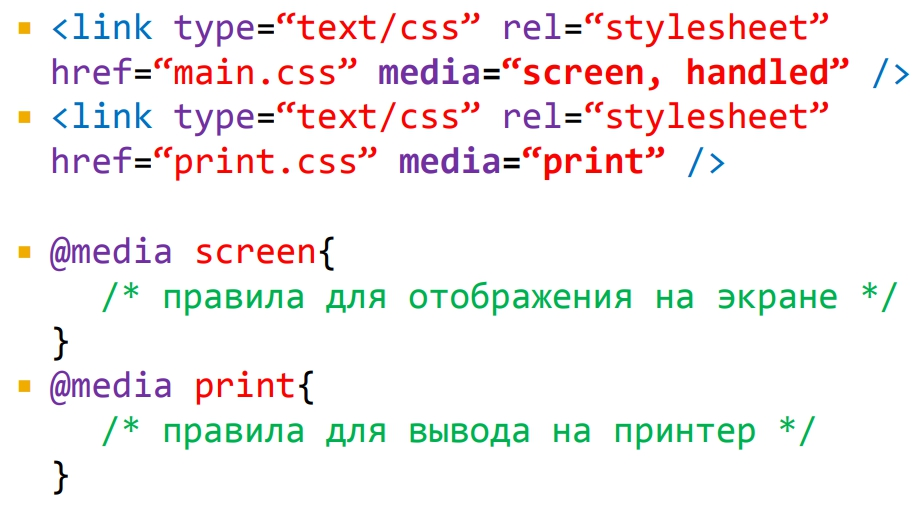 ▪ <link type=“text/css” rel=“stylesheet”
href=“main.css” media=“screen, handled” />
▪ <link type=“text/css” rel=“stylesheet”
href=“print.css” media=“print” />
▪ @media screen{
/* правила для отображения на экране */
}
▪ @media print{
/* правила для вывода на принтер */
}